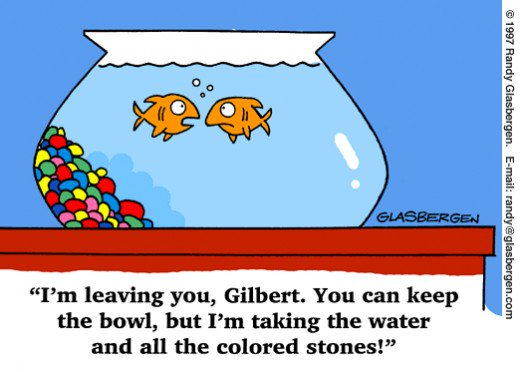 GLASBERGEN
“I’m leaving you, Gilbert. You can keep
the bowl, but I’m taking the water
and all the colored stones!”
© 1997 Randy Glasbergen. E-mail: randy@glasbergen.com